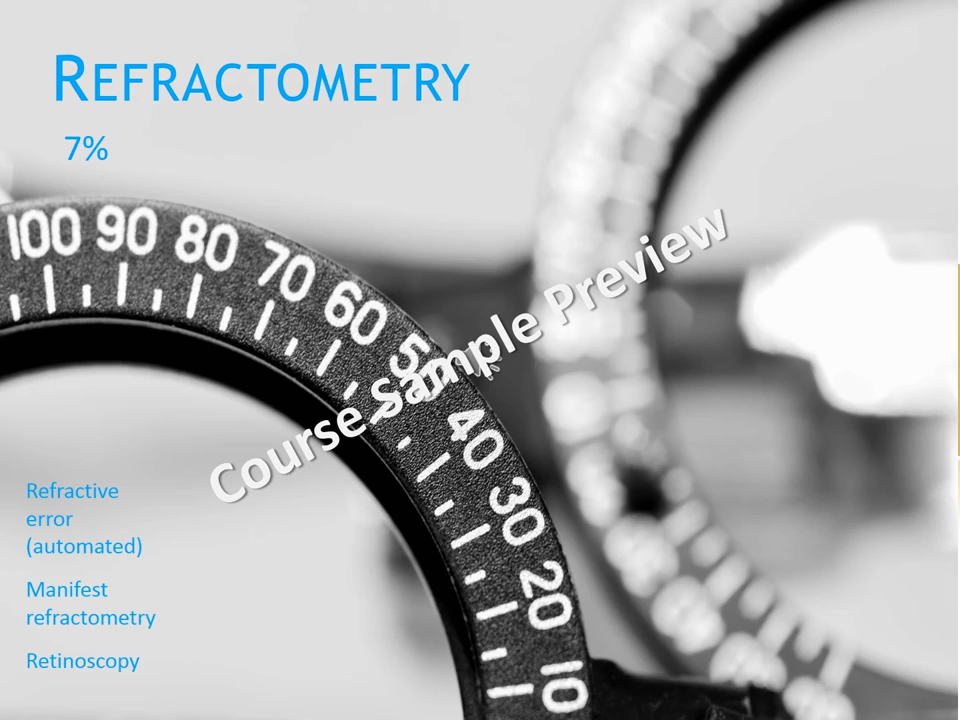 REFRACTOMETRY
7%
100 90 80 70 60 50 40 30 20 10
Course Sample Preview
Refractive
error
(automated)
Manifest
refractometry
Retinoscopy